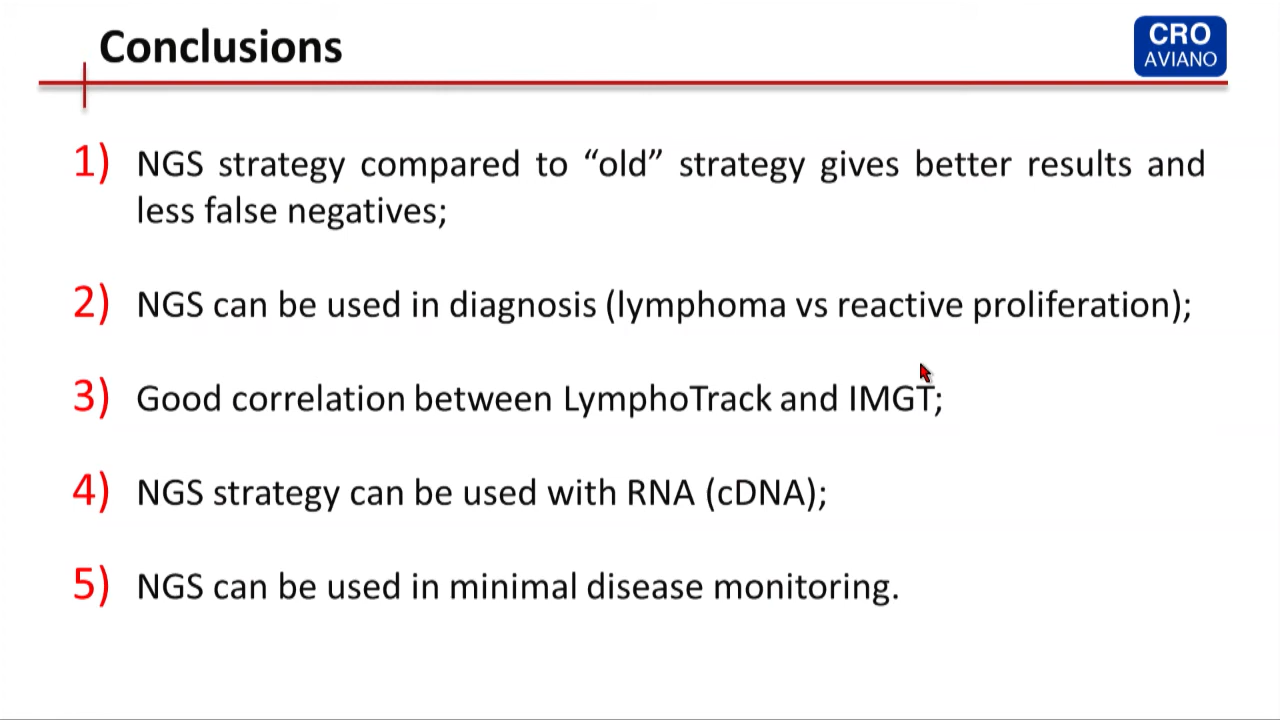 Conclusions
CRO
AVIANO
1) NGS strategy compared to “old” strategy gives better results and
less false negatives;
2) NGS can be used in diagnosis (lymphoma vs reactive proliferation);
3) Good correlation between LymphoTrack and IMGT;
4) NGS strategy can be used with RNA (cDNA);
5) NGS can be used in minimal disease monitoring.